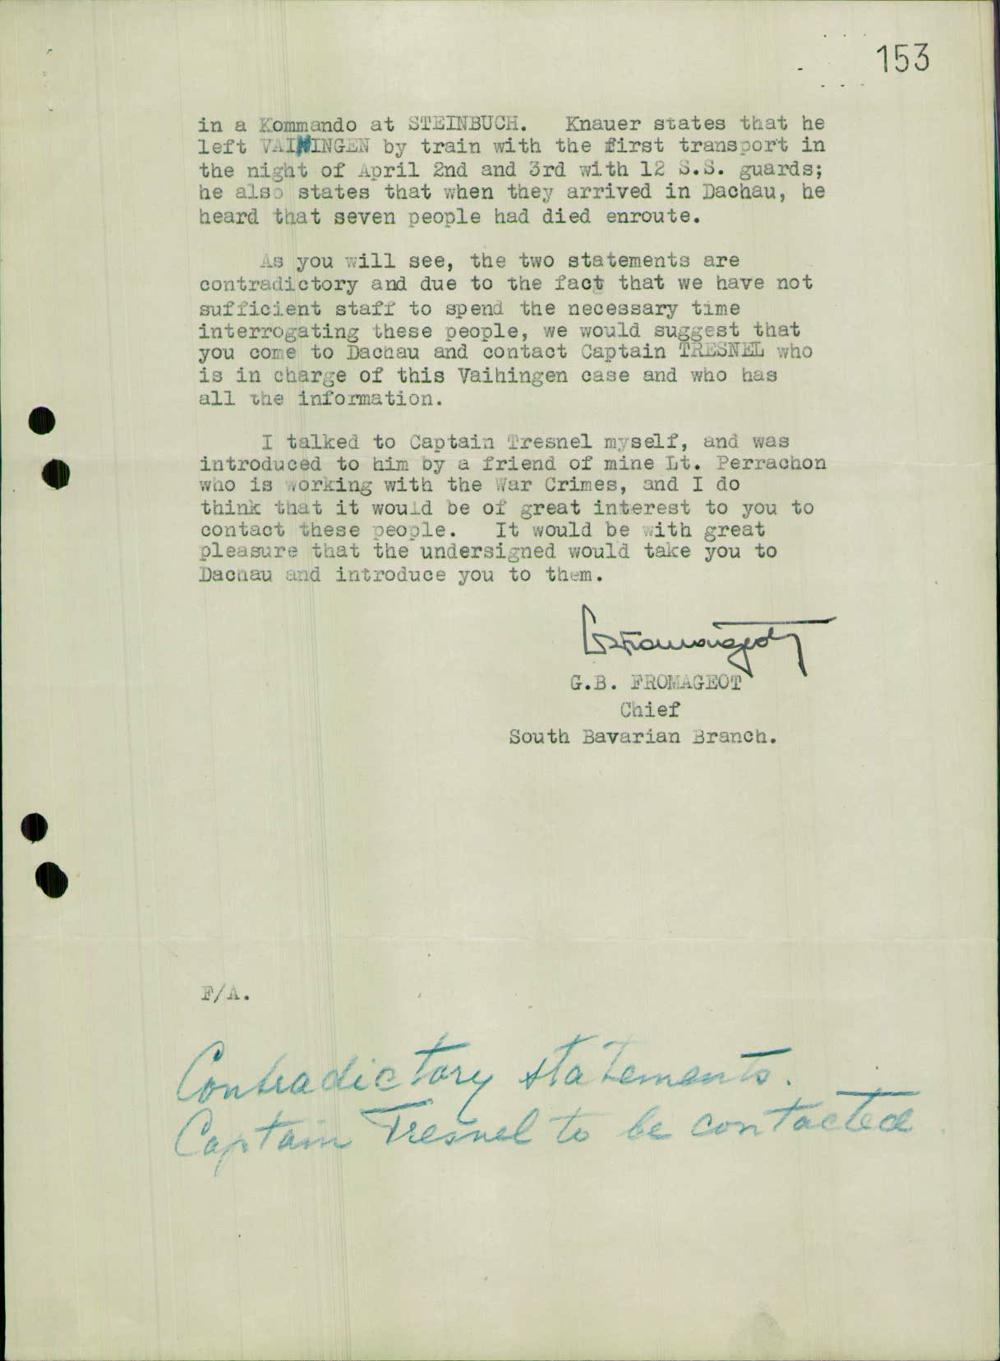 153
in a Kommando at STEINBUCH. Knauer states that he
left VAIHINGEN by train with the first transport in
the night of April 2nd and 3rd with 12 S.S. guards;
he also states that when they arrived in Dachau, he
heard that seven people had died enroute.
As you will see, the two statements are
contradictory and due to the fact that we have not
sufficient staff to spend the necessary time
interrogating these people, we would suggest that
you come to Dachau and contact Captain TRESNEL who
is in charge of this Vaihingen case and who has
all the information.
I talked to Captain Tresnel myself, and was
introduced to him by a friend of mine Lt. Perrachon
who is working with the War Crimes, and I do
think that it would be of great interest to you to
contact these people. It would be with great
pleasure that the undersigned would take you to
Dachau and introduce you to them.
G.B. Fromageot
G.B. FROMAGEOT
Chief
South Bavarian Branch.
F/A.
Contradictory statements.
Captain Tresnel to be contacted